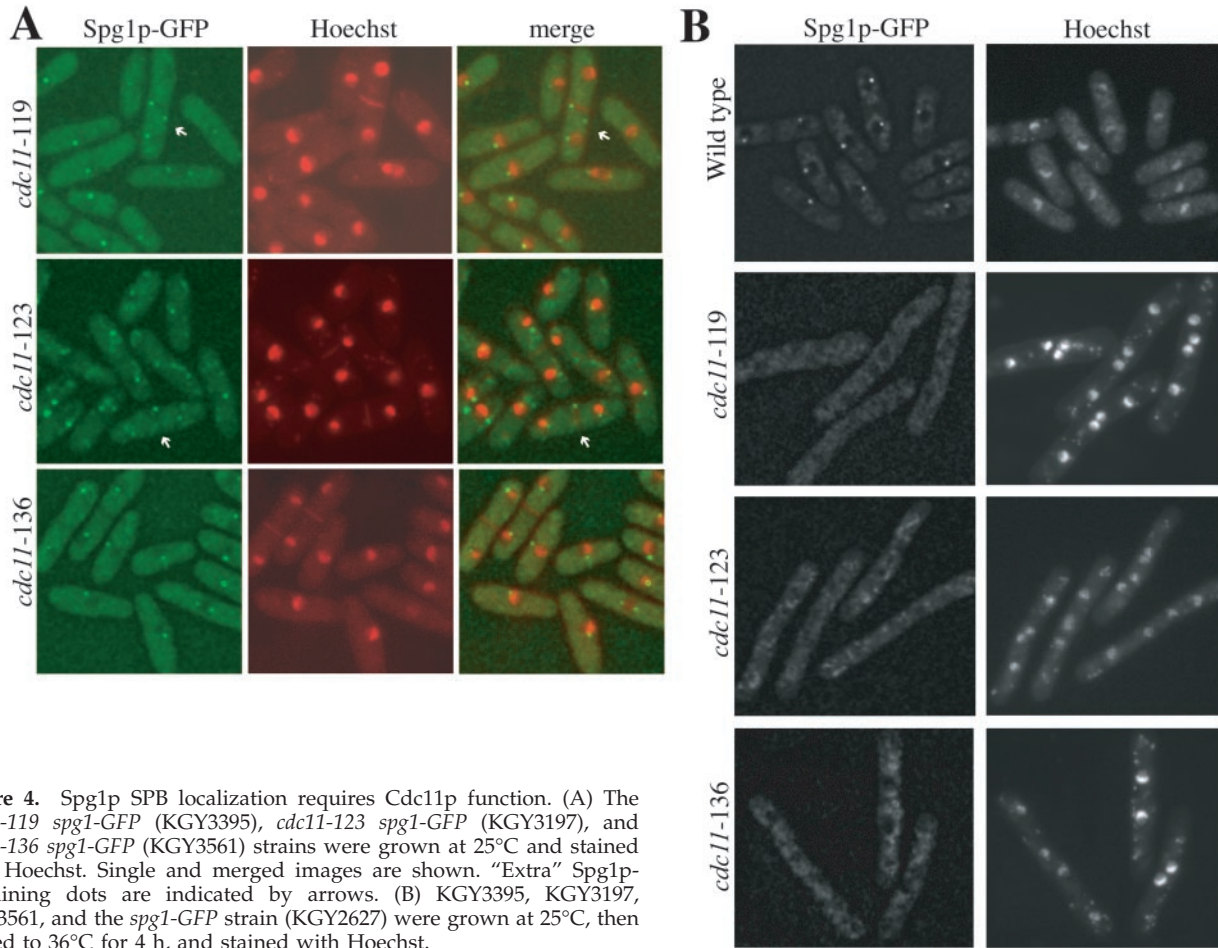 A
Spg1p-GFP Hoechst merge
cdc11-119
cdc11-123
cdc11-136
B
Spg1p-GFP Hoechst
Wild type
cdc11-119
cdc11-123
cdc11-136
re 4. Spg1p SPB localization requires Cdc11p function. (A) The
-119 spg1-GFP (KGY3395), cdc11-123 spg1-GFP (KGY3197), and
-136 spg1-GFP (KGY3561) strains were grown at 25°C and stained
Hoechst. Single and merged images are shown. “Extra” Spg1p-
ining dots are indicated by arrows. (B) KGY3395, KGY3197,
3561, and the spg1-GFP strain (KGY2627) were grown at 25°C, then
ed to 36°C for 4 h, and stained with Hoechst.